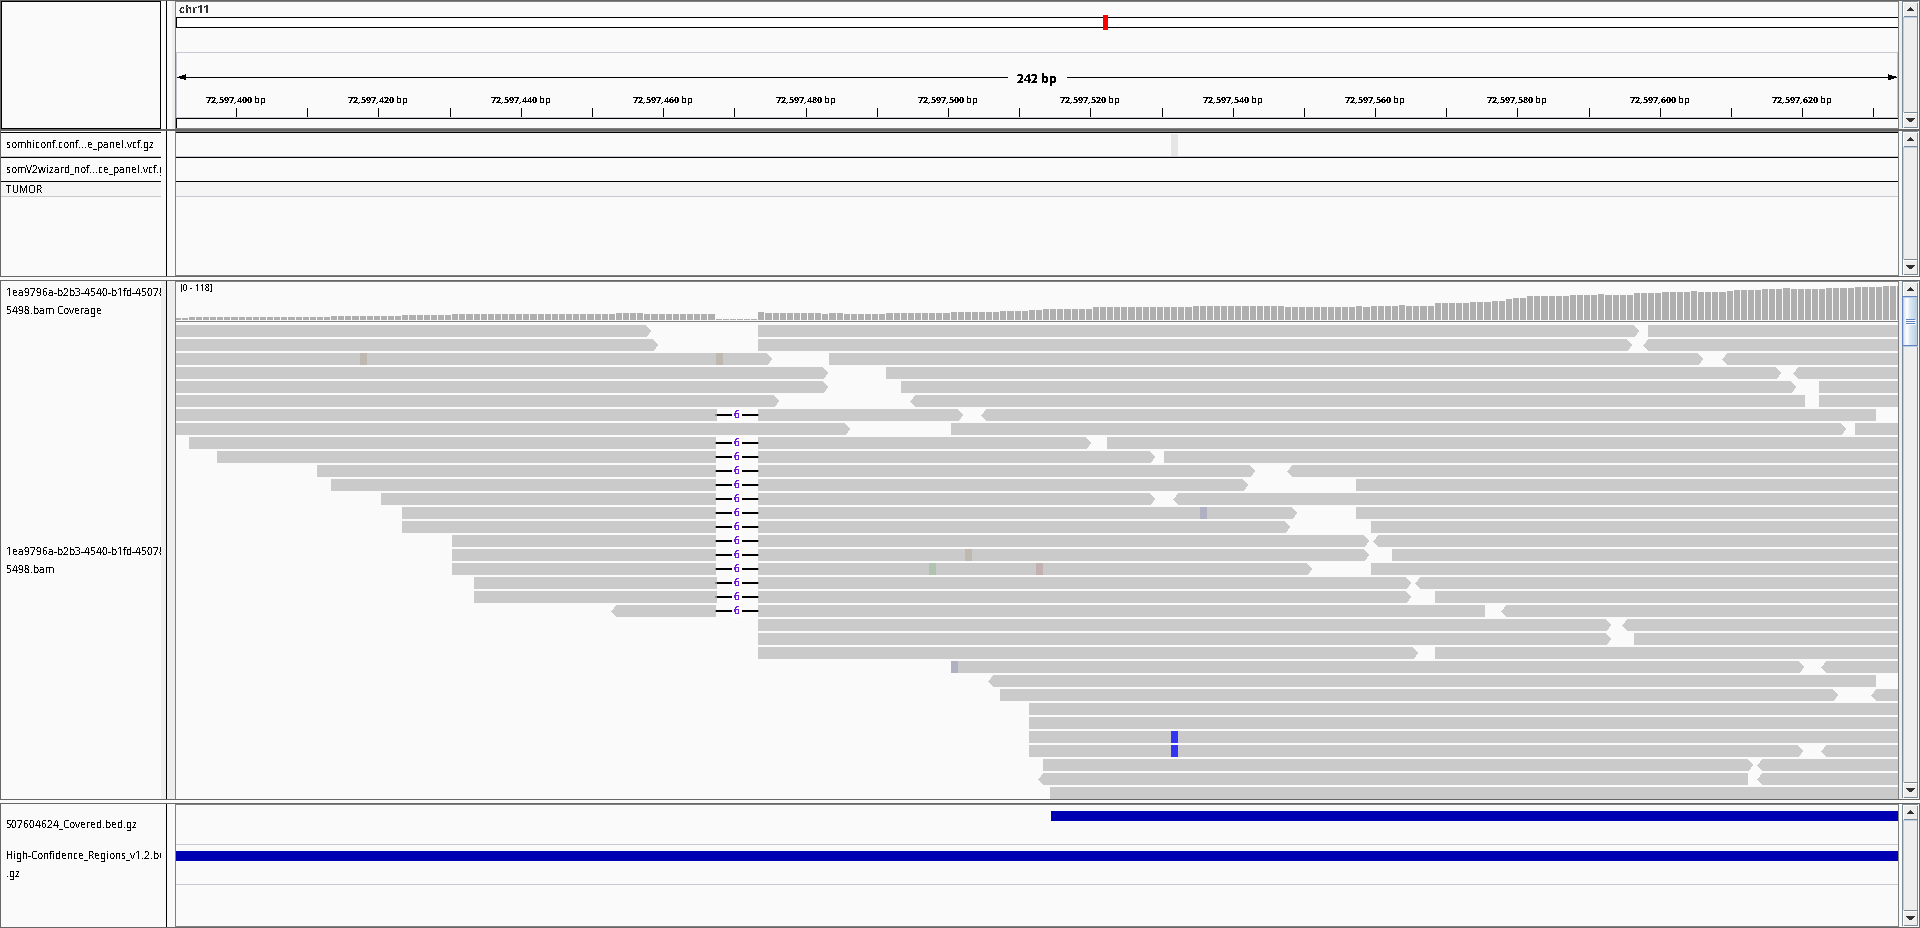 chr11
242 bp
72,597,400 bp 72,597,420 bp 72,597,440 bp 72,597,460 bp 72,597,480 bp 72,597,500 bp 72,597,520 bp 72,597,540 bp 72,597,560 bp 72,597,580 bp 72,597,600 bp 72,597,620 bp
somhiconf.conf...e_panel.vcf.gz
somV2wizard_nof...ce_panel.vcf.
TUMOR
1ea9796a-b2b3-4540-b1fd-4507
5498.bam Coverage
[0 - 118]
6
6
6
6
6
6
6
6
6
6
6
6
6
6
1ea9796a-b2b3-4540-b1fd-4507
5498.bam
507604624_Covered.bed.gz
High-Confidence_Regions_v1.2.b
.gz